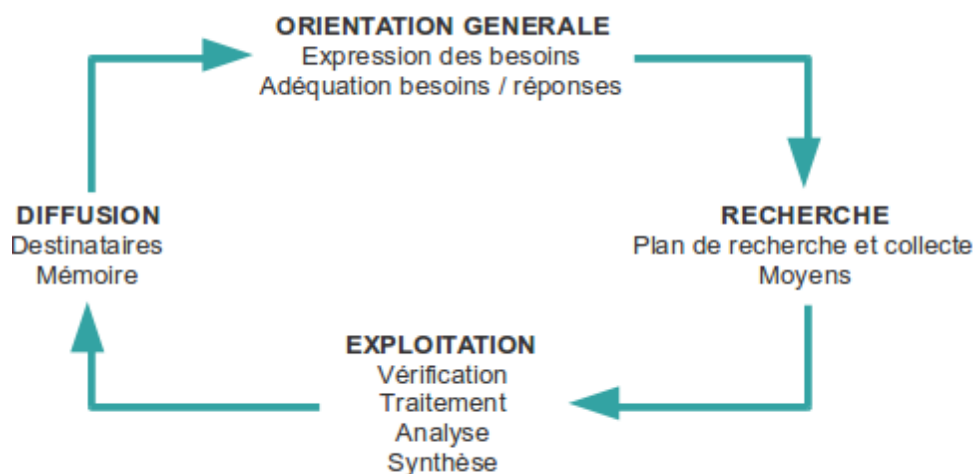 ORIENTATION GENERALE
Expression des besoins
Adéquation besoins / réponses
DIFFUSION
Destinataires
Mémoire
RECHERCHE
Plan de recherche et collecte
Moyens
EXPLOITATION
Vérification
Traitement
Analyse
Synthèse